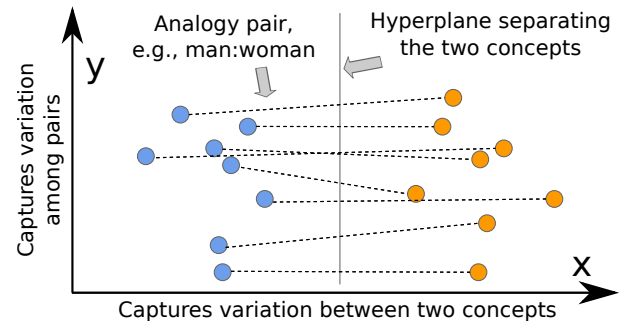 Analogy pair,
e.g., man:woman
Hyperplane separating
the two concepts
y
Captures variation
among pairs
x
Captures variation between two concepts